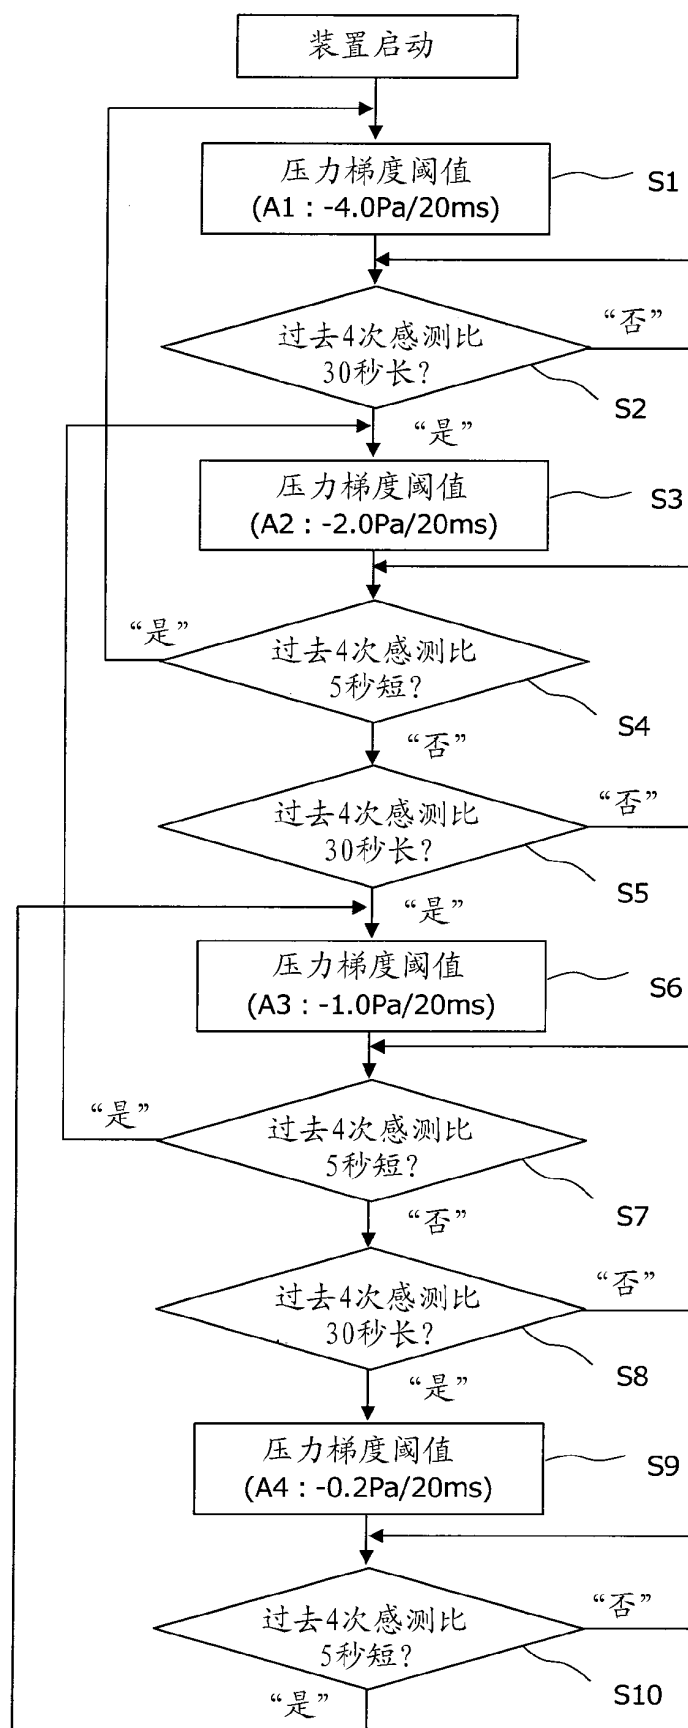 装置启动
压力梯度阈值
(A1：-4.0Pa/20ms)
S1
过去4次感测比
30秒长?
“否”
S2
“是”
压力梯度阈值
(A2：-2.0Pa/20ms)
S3
“是”
过去4次感测比
5秒短?
S4
“否”
过去4次感测比
30秒长?
“否”
S5
“是”
压力梯度阈值
(A3：-1.0Pa/20ms)
S6
“是”
过去4次感测比
5秒短?
S7
“否”
过去4次感测比
30秒长?
“否”
S8
“是”
压力梯度阈值
(A4：-0.2Pa/20ms)
S9
过去4次感测比
5秒短?
“否”
S10
“是”